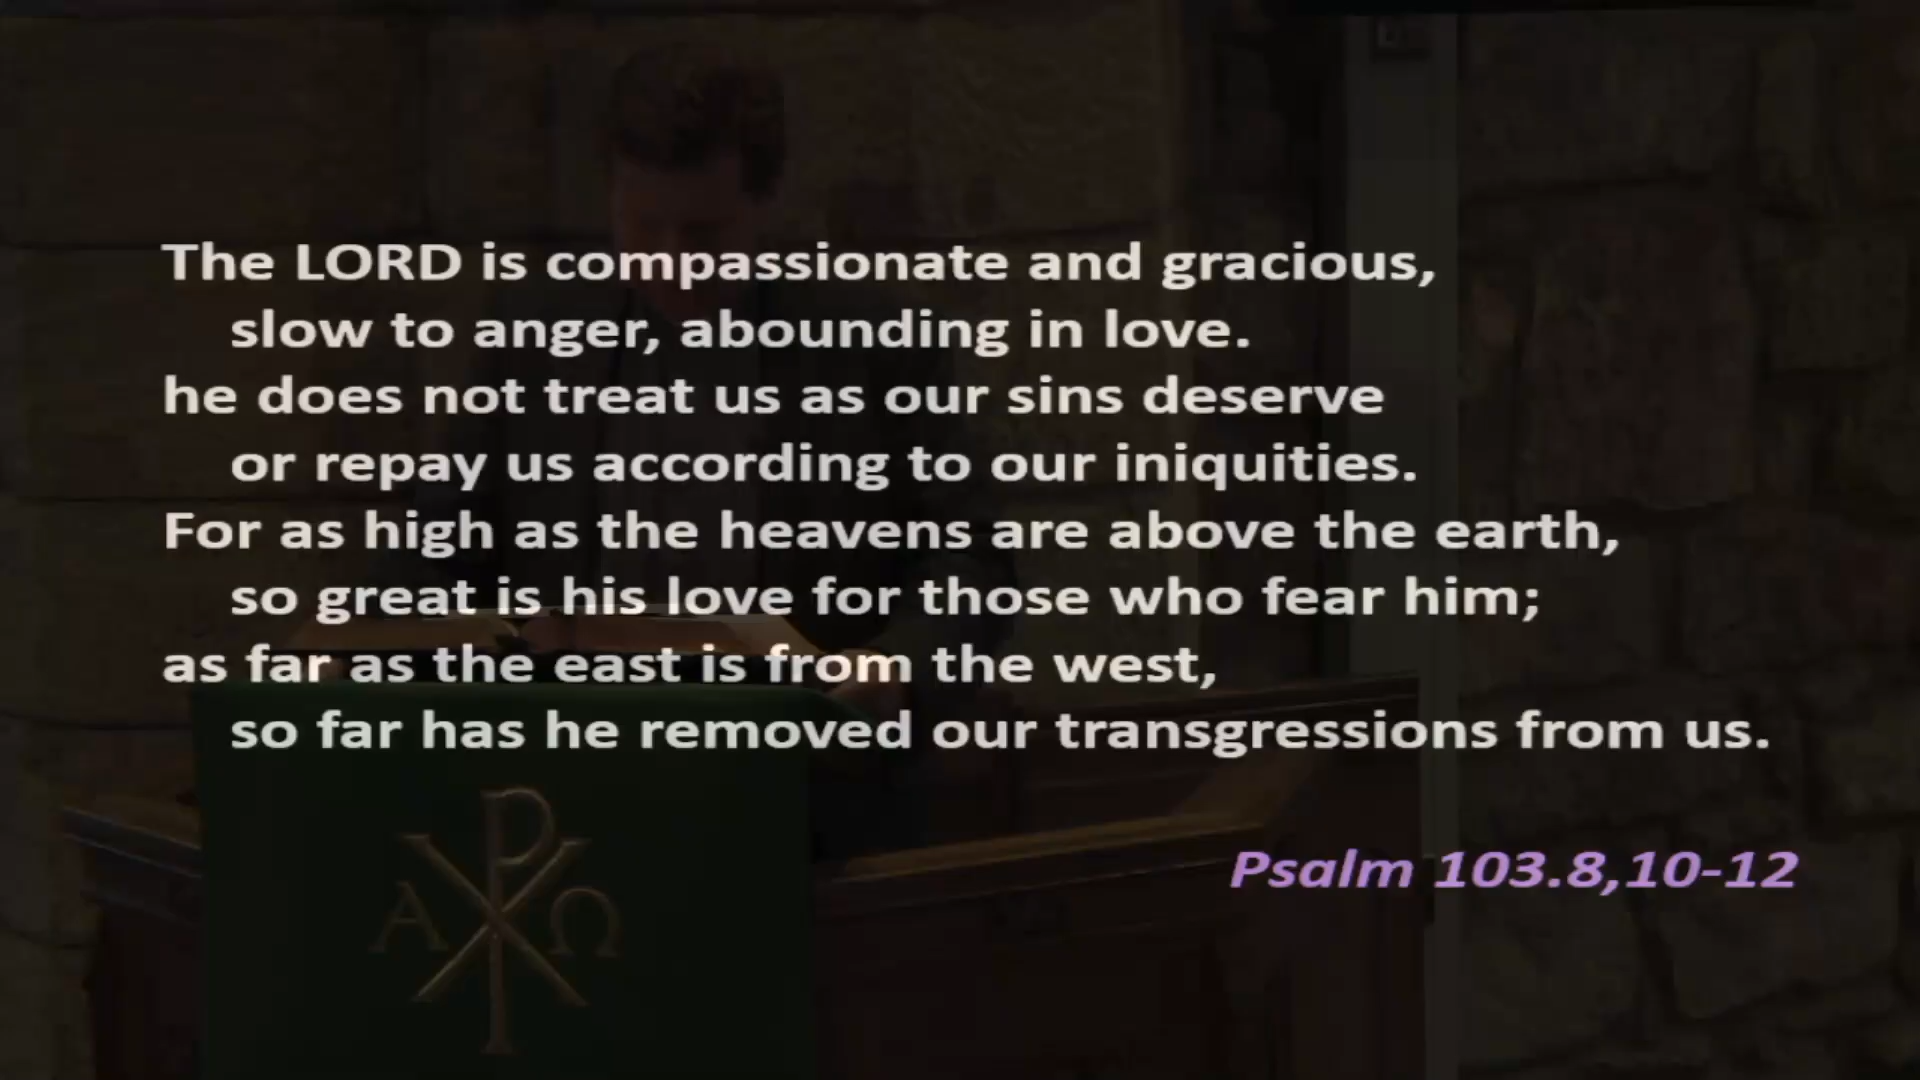 The LORD is compassionate and gracious,
slow to anger, abounding in love.
he does not treat us as our sins deserve
or repay us according to our iniquities.
For as high as the heavens are above the earth,
so great is his love for those who fear him;
as far as the east is from the west,
so far has he removed our transgressions from us.
Psalm 103.8,10-12
Α Ω